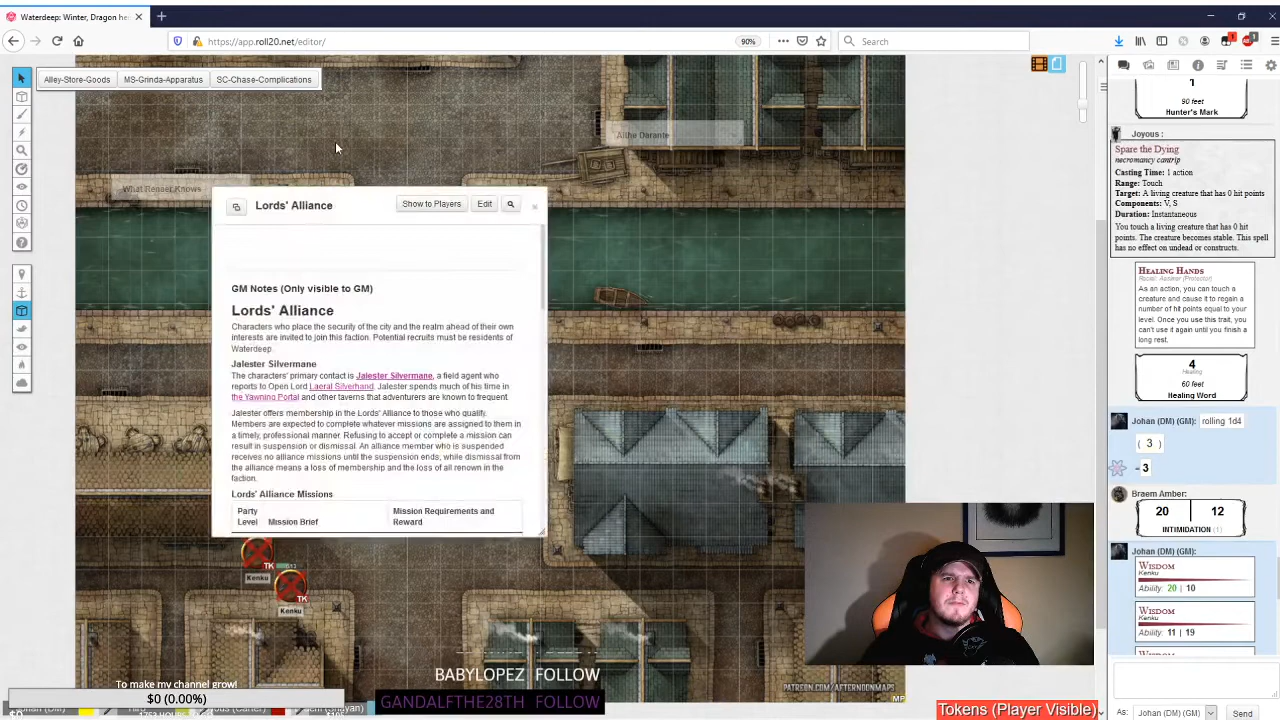 Waterdeep: Winter, Dragon he
https://app.roll20.net/editor/
90%
Search
Alley-Store-Goods
MS-Grinda-Apparatus
SC-Chase-Complications
What Renaer Knows
Lords' Alliance
Show to Players
Edit
GM Notes (Only visible to GM)
Lords' Alliance
Characters who place the security of the city and the realm ahead of their own
interests are invited to join this faction. Potential recruits must be residents of
Waterdeep.
Jalester Silvermane
The characters' primary contact is Jalester Silvermane, a field agent who
reports to Open Lord Laeral Silverhand. Jalester spends much of his time in
the Yawning Portal and other taverns that adventurers are known to frequent.
Jalester offers membership in the Lords' Alliance to those who qualify.
Members are expected to complete whatever missions are assigned to them in
a timely, professional manner. Refusing to accept or complete a mission can
result in suspension or dismissal. An alliance member who is suspended
receives no alliance missions until the suspension ends, while dismissal from
the alliance means a loss of membership and the loss of all renown in the
faction.
Lords' Alliance Missions
Party
Level
Mission Brief
Mission Requirements and
Reward
TK
Kenku
TK
Kenku
1
90 feet
Hunter's Mark
Joyous :
Spare the Dying
necromancy cantrip
Casting Time: 1 action
Range: Touch
Target: A living creature that has 0 hit
points
Components: V, S
Duration: Instantaneous
You touch a living creature that has 0 hit
points. The creature becomes stable. This spell
has no effect on undead or constructs.
Healing Hands
Racial: Aasimar (Protector)
As an action, you can touch a
creature and cause it to regain a
number of hit points equal to your
level. Once you use this trait, you
can't use it again until you finish a
long rest.
4
Healing
60 feet
Healing Word
Johan (DM) (GM): rolling 1d4
( 3 )
= 3
Braem Amber:
20 12
INTIMIDATION (1)
Johan (DM) (GM):
Wisdom
Kenku
Ability: 20 | 10
Wisdom
Kenku
Ability: 11 | 19
As: Johan (DM) (GM)
Send
PATREON.COM/AFTERNOONMAPS
MP
Tokens (Player Visible)
BABYLOPEZ FOLLOW
GANDALFTHE28TH FOLLOW
To make my channel grow!
$0 (0.00%)